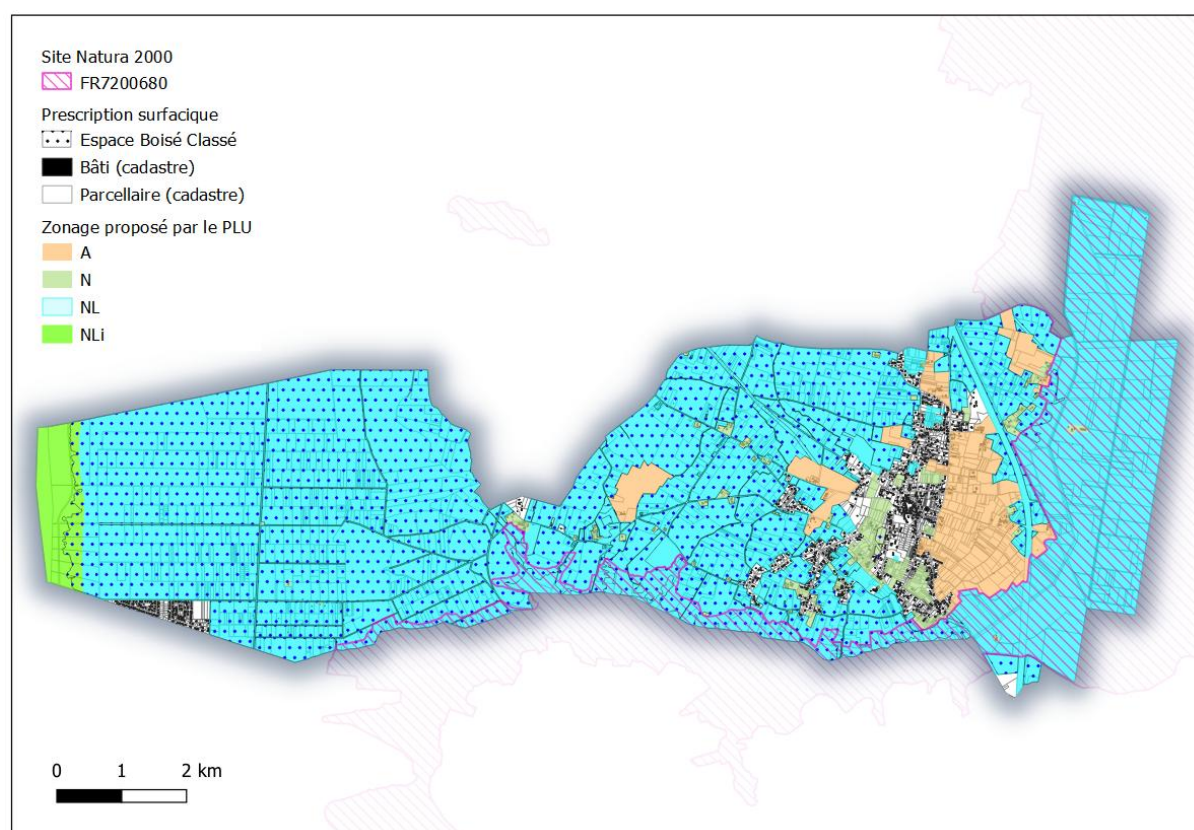 Site Natura 2000
FR7200680
Prescription surfacique
Espace Boisé Classé
Bâti (cadastre)
Parcellaire (cadastre)
Zonage proposé par le PLU
A
N
NL
NLi
0 1 2 km